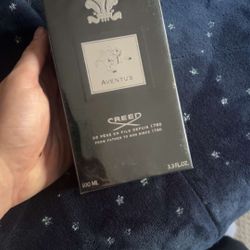 AVENTUS
CREED
DE PÈRE EN FILS DEPUIS 1760
FROM FATHER TO SON SINCE 1760
100 ML
3.3 FL.OZ.